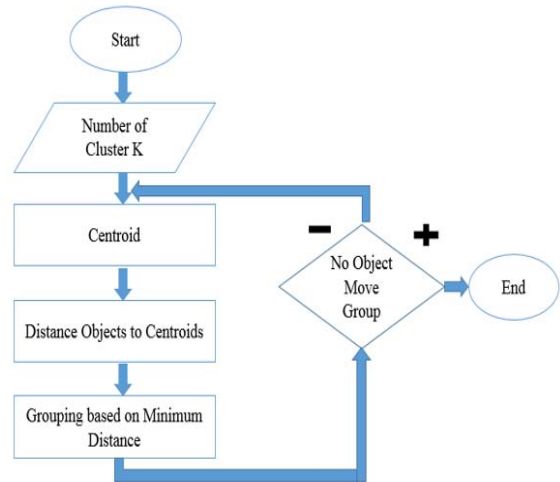 Start
Number of
Cluster K
Centroid
Distance Objects to Centroids
Grouping based on Minimum
Distance
No Object
Move
Group
End